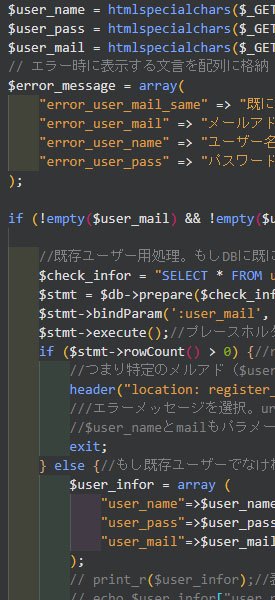 $user_name = htmlspecialchars($_GET
$user_pass = htmlspecialchars($_GET
$user_mail = htmlspecialchars($_GET
// エラー時に表示する文言を配列に格納
$error_message = array(
"error_user_mail_same" => "既に
"error_user_mail" => "メールアド
"error_user_name" => "ユーザー名
"error_user_pass" => "パスワード
);
if (!empty($user_mail) && !empty($u
//既存ユーザー用処理。もしDBに既に
$check_infor = "SELECT * FROM u
$stmt = $db->prepare($check_inf
$stmt->bindParam(':user_mail',
$stmt->execute();//プレースホルダ
if ($stmt->rowCount() > 0) {//r
//つまり特定のメルアド（$user
header("location: register_
///エラーメッセージを選択。ur
//$user_nameとmailもパラメー
exit;
} else {//もし既存ユーザーでなけれ
$user_infor = array (
"user_name"=>$user_name
"user_pass"=>$user_pass
"user_mail"=>$user_mail
);
// print_r($user_infor);//
// echo $user_infor["user_n